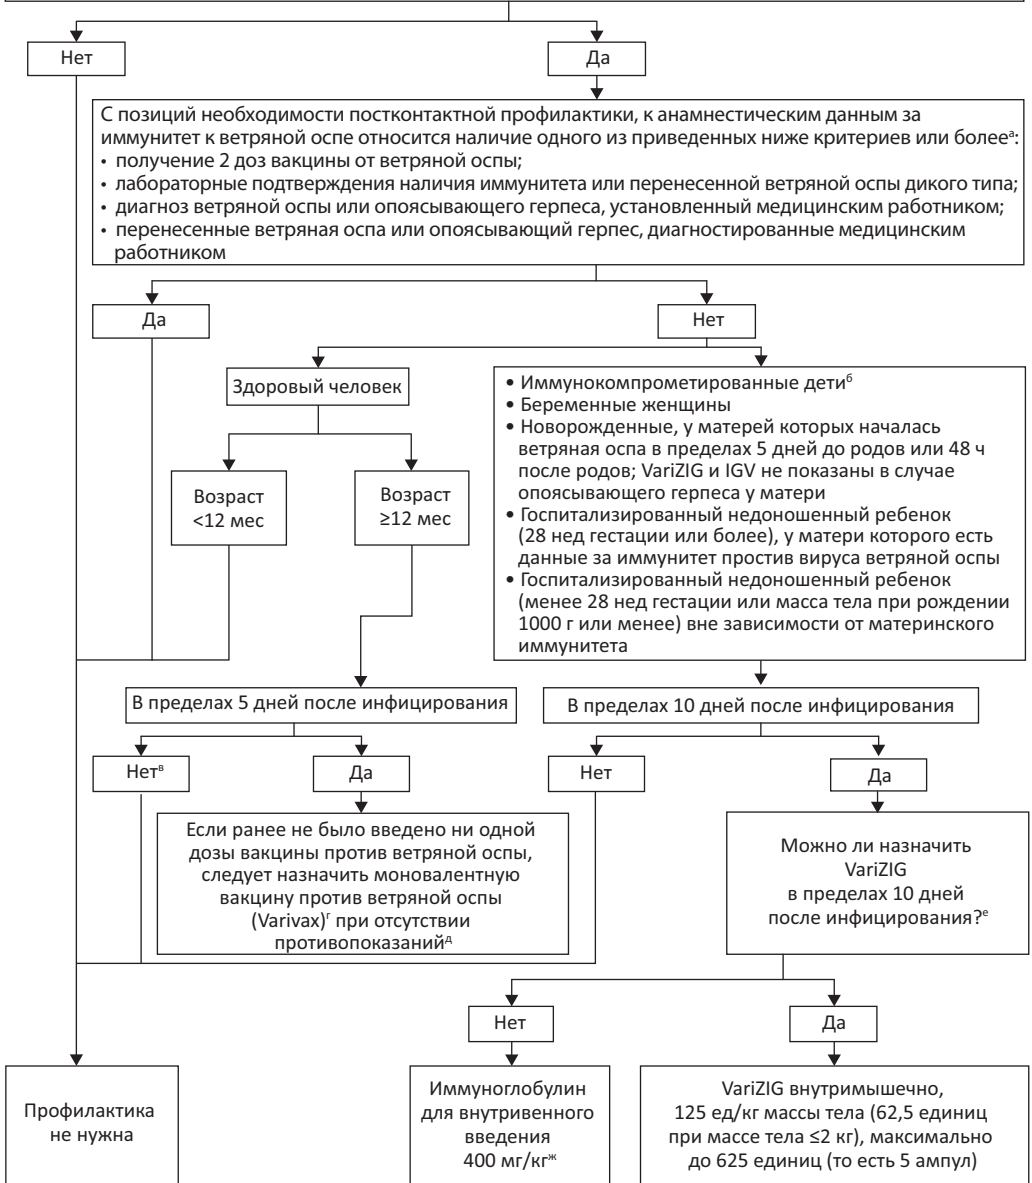 Нет
Да
С позиций необходимости постконтактной профилактики, к анамнестическим данным за
иммунитет к ветряной оспе относится наличие одного из приведенных ниже критериев или болееᵃ:
• получение 2 доз вакцины от ветряной оспы;
• лабораторные подтверждения наличия иммунитета или перенесенной ветряной оспы дикого типа;
• диагноз ветряной оспы или опоясывающего герпеса, установленный медицинским работником;
• перенесенные ветряная оспа или опоясывающий герпес, диагностированные медицинским
работником
Да
Нет
Здоровый человек
• Иммунокомпрометированные детиб
• Беременные женщины
• Новорожденные, у матерей которых началась
ветряная оспа в пределах 5 дней до родов или 48 ч
после родов; VariZIG и IGV не показаны в случае
опоясывающего герпеса у матери
• Госпитализированный недоношенный ребенок
(28 нед гестации или более), у матери которого есть
данные за иммунитет простив вируса ветряной оспы
• Госпитализированный недоношенный ребенок
(менее 28 нед гестации или масса тела при рождении
1000 г или менее) вне зависимости от материнского
иммунитета
Возраст
<12 мес
Возраст
≥12 мес
В пределах 5 дней после инфицирования
В пределах 10 дней после инфицирования
Нетв
Да
Нет
Да
Если ранее не было введено ни одной
дозы вакцины против ветряной оспы,
следует назначить моновалентную
вакцину против ветряной оспы
(Varivax)г при отсутствии
противопоказанийд
Можно ли назначить
VariZIG
в пределах 10 дней
после инфицирования?е
Нет
Да
Профилактика
не нужна
Иммуноглобулин
для внутривенного
введения
400 мг/кгж
VariZIG внутримышечно,
125 ед/кг массы тела (62,5 единиц
при массе тела ≤2 кг), максимально
до 625 единиц (то есть 5 ампул)